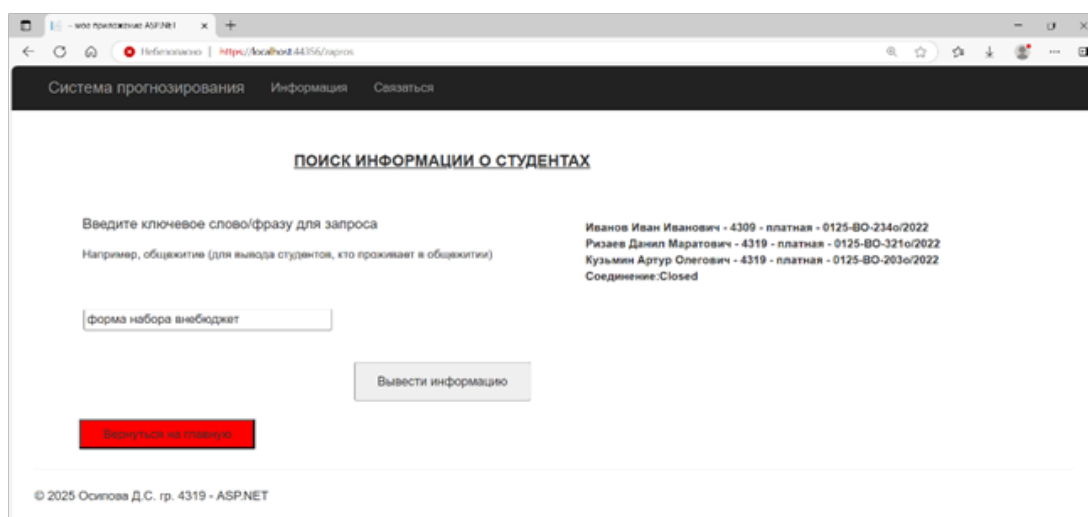 - мое приложение ASP.NET
Небезопасно | https://localhost:44356/zapros
Система прогнозирования Информация Связаться
ПОИСК ИНФОРМАЦИИ О СТУДЕНТАХ
Введите ключевое слово/фразу для запроса
Например, общежитие (для вывода студентов, кто проживает в общежитии)
Иванов Иван Иванович - 4309 - платная - 0125-ВО-234о/2022
Ризаев Данил Маратович - 4319 - платная - 0125-ВО-321о/2022
Кузьмин Артур Олегович - 4319 - платная - 0125-ВО-203о/2022
Соединение:Closed
форма набора внебюджет
Вывести информацию
Вернуться на главную
© 2025 Осипова Д.С. гр. 4319 - ASP.NET